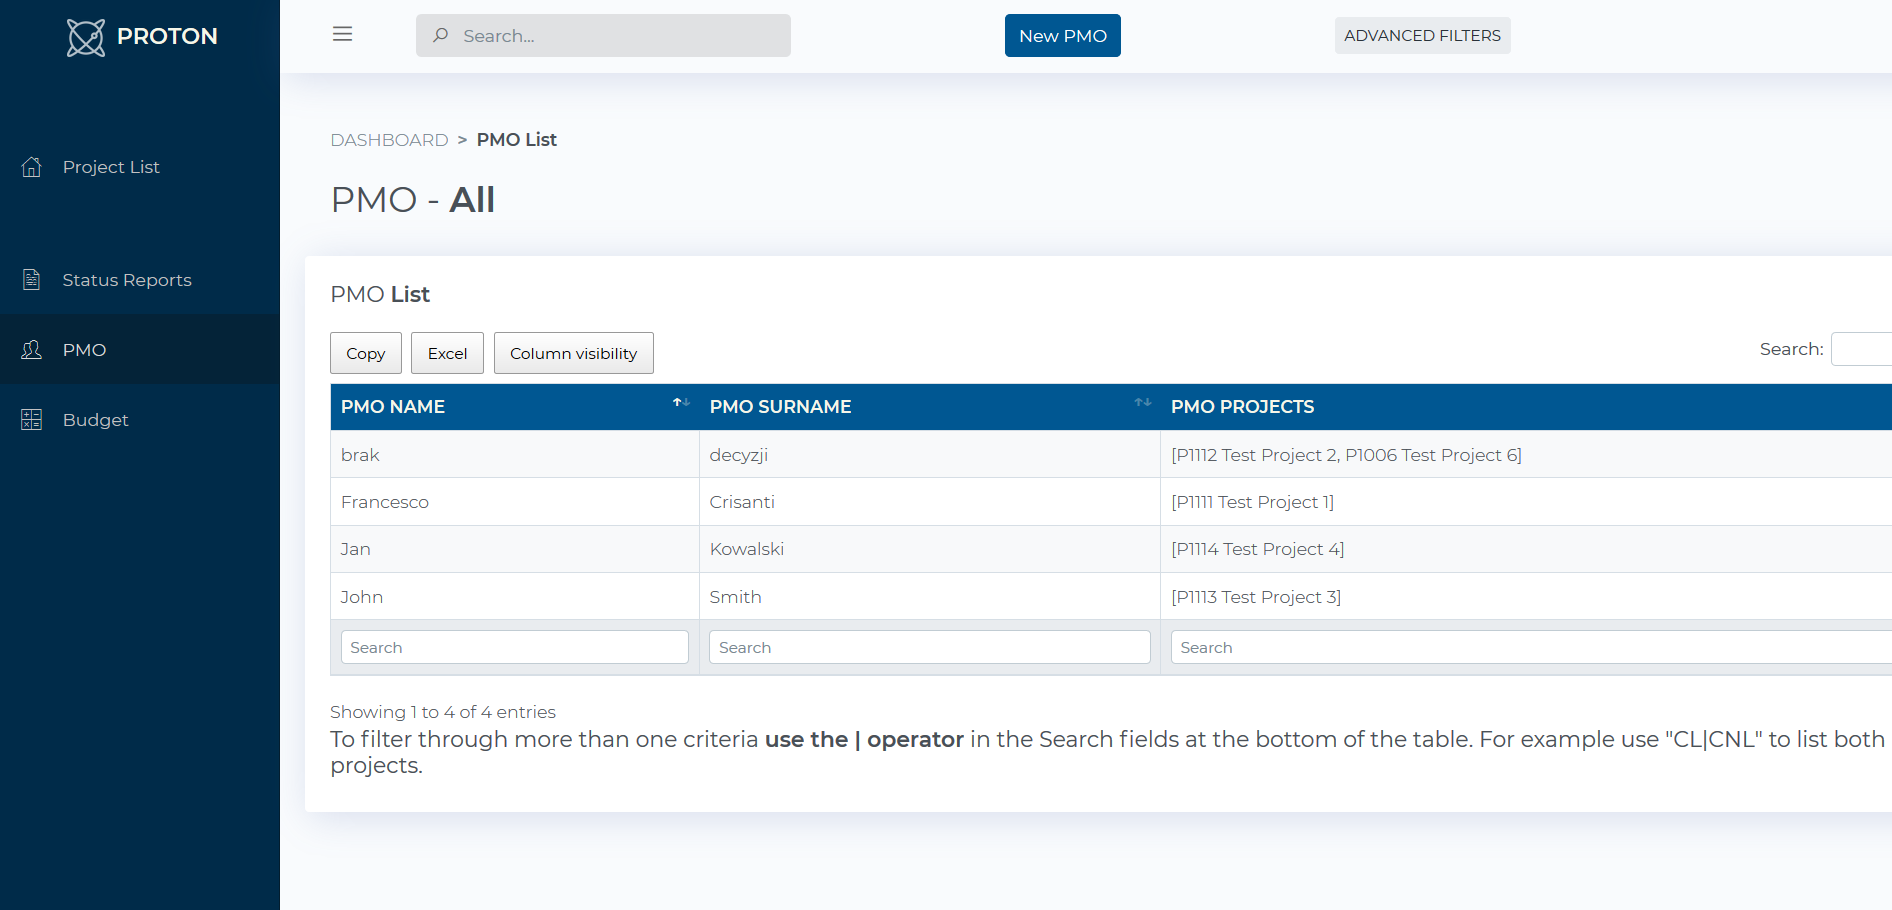 PROTON
Search...
New PMO
ADVANCED FILTERS
Project List
Status Reports
PMO
Budget
DASHBOARD > PMO List
PMO - All
PMO List
Copy
Excel
Column visibility
Search:
PMO NAME PMO SURNAME PMO PROJECTS
brak decyzji [P1112 Test Project 2, P1006 Test Project 6]
Francesco Crisanti [P1111 Test Project 1]
Jan Kowalski [P1114 Test Project 4]
John Smith [P1113 Test Project 3]
Search Search Search
Showing 1 to 4 of 4 entries
To filter through more than one criteria use the | operator in the Search fields at the bottom of the table. For example use "CL|CNL" to list both
projects.